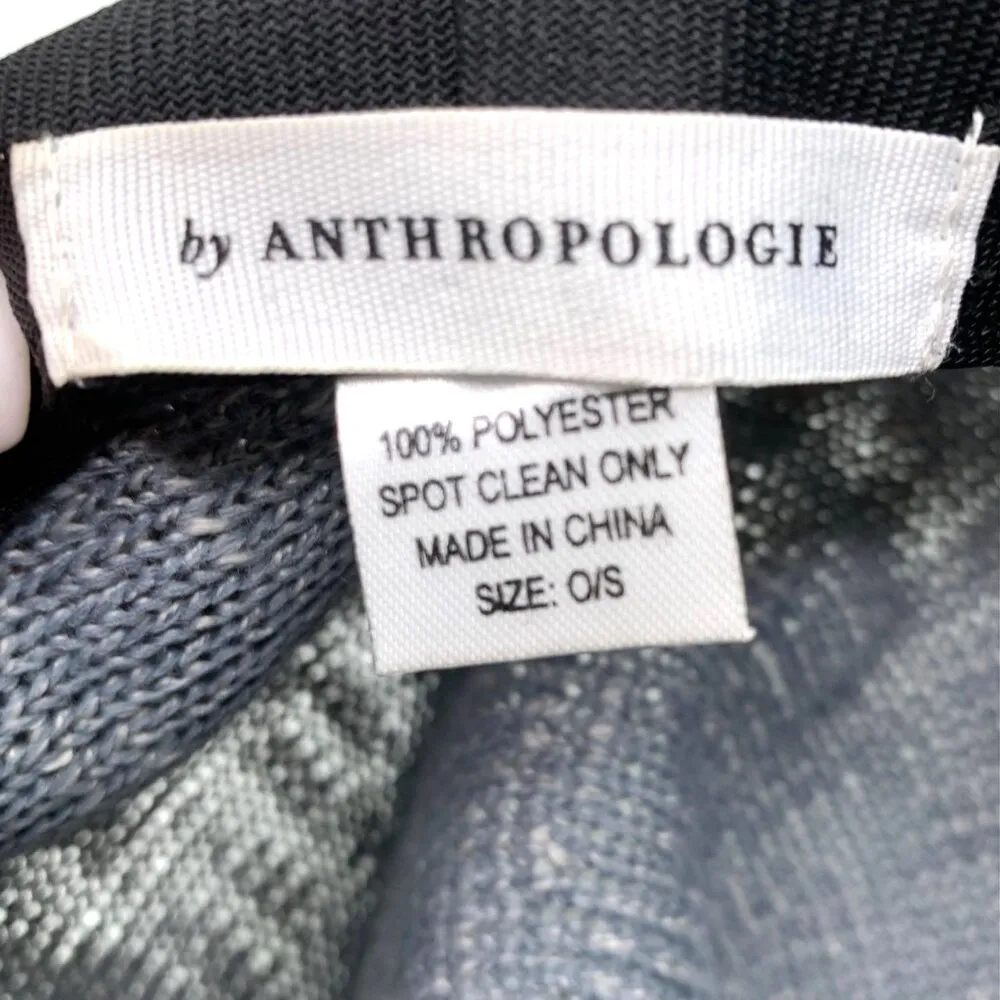 by ANTHROPOLOGIE
100% POLYESTER
SPOT CLEAN ONLY
MADE IN CHINA
SIZE: O/S